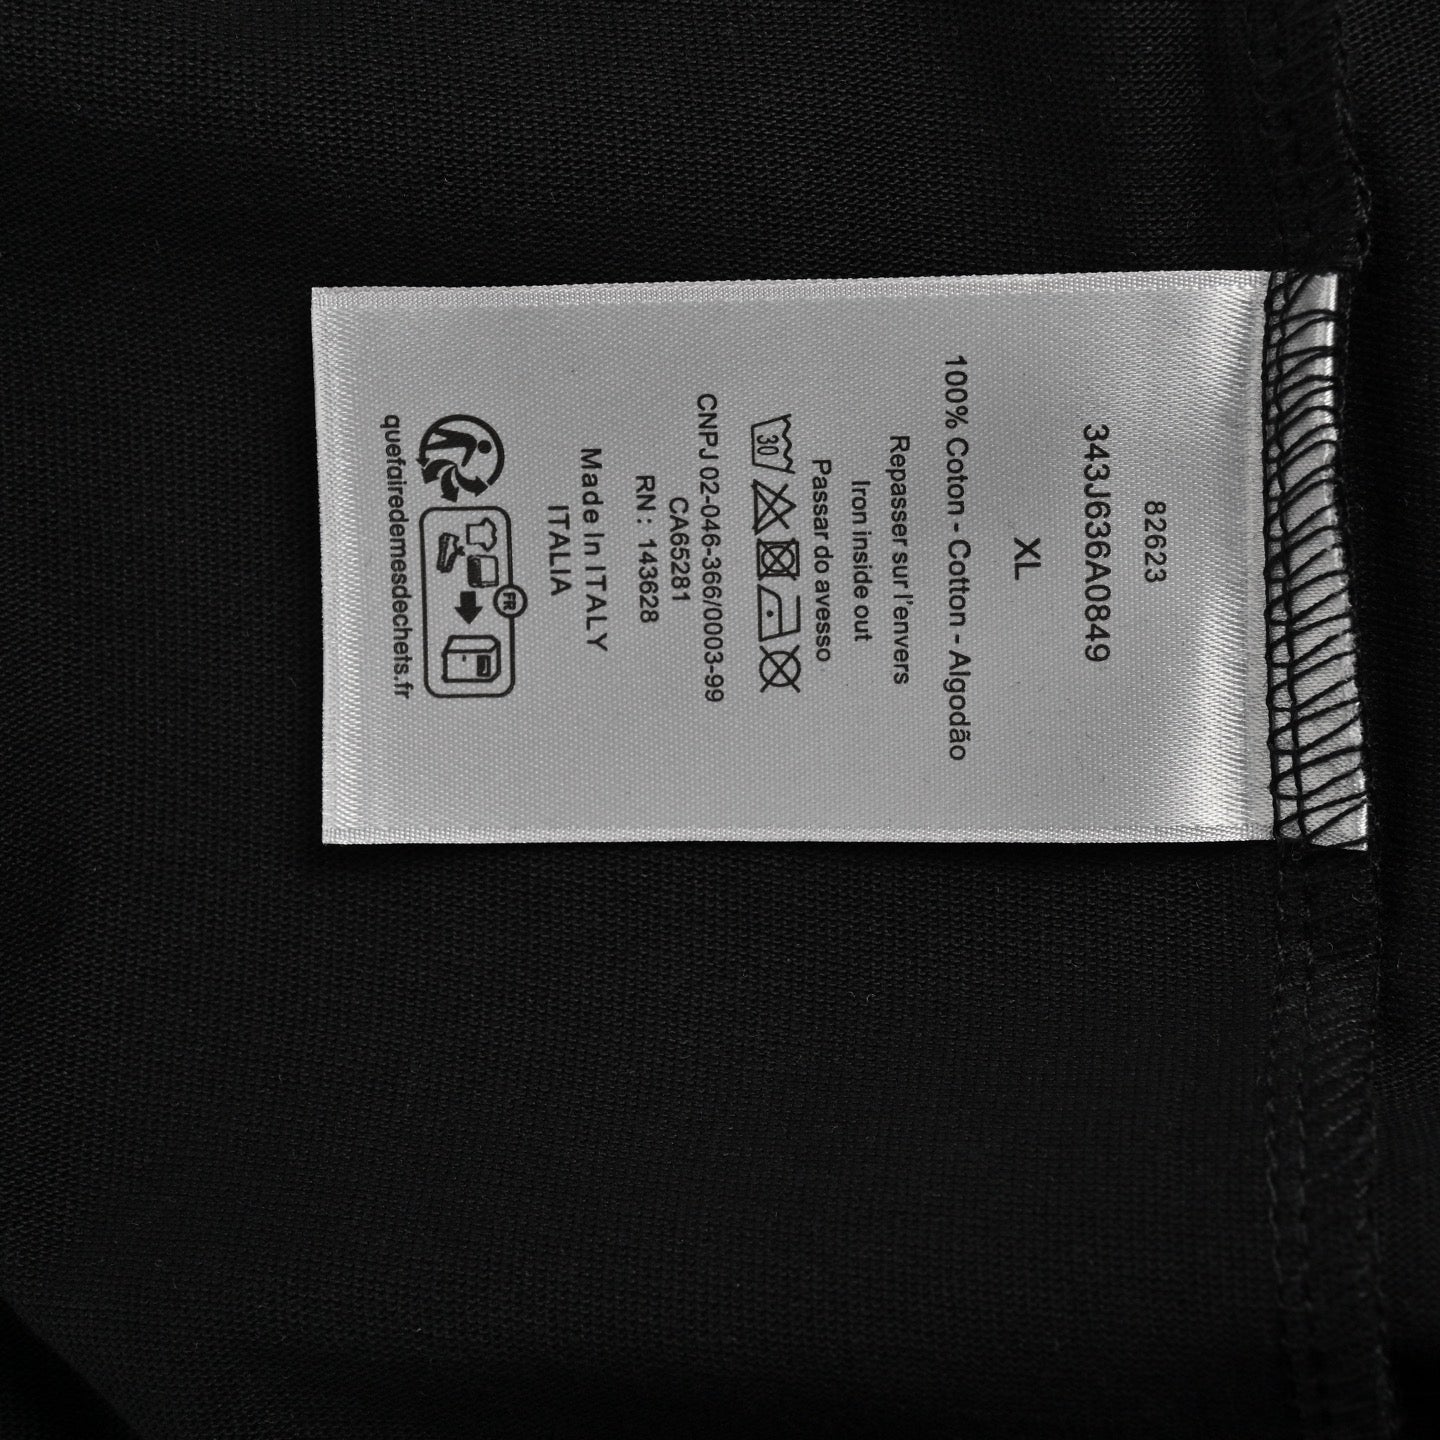 82623
343J636A0849
XL
100% Coton - Cotton - Algodão
Repasser sur l'envers
Iron inside out
Passar do avesso
30
CNPJ 02-046-366/0003-99
CA65281
RN : 143628
Made In ITALY
ITALIA
FR
quefairedemesdechets.fr